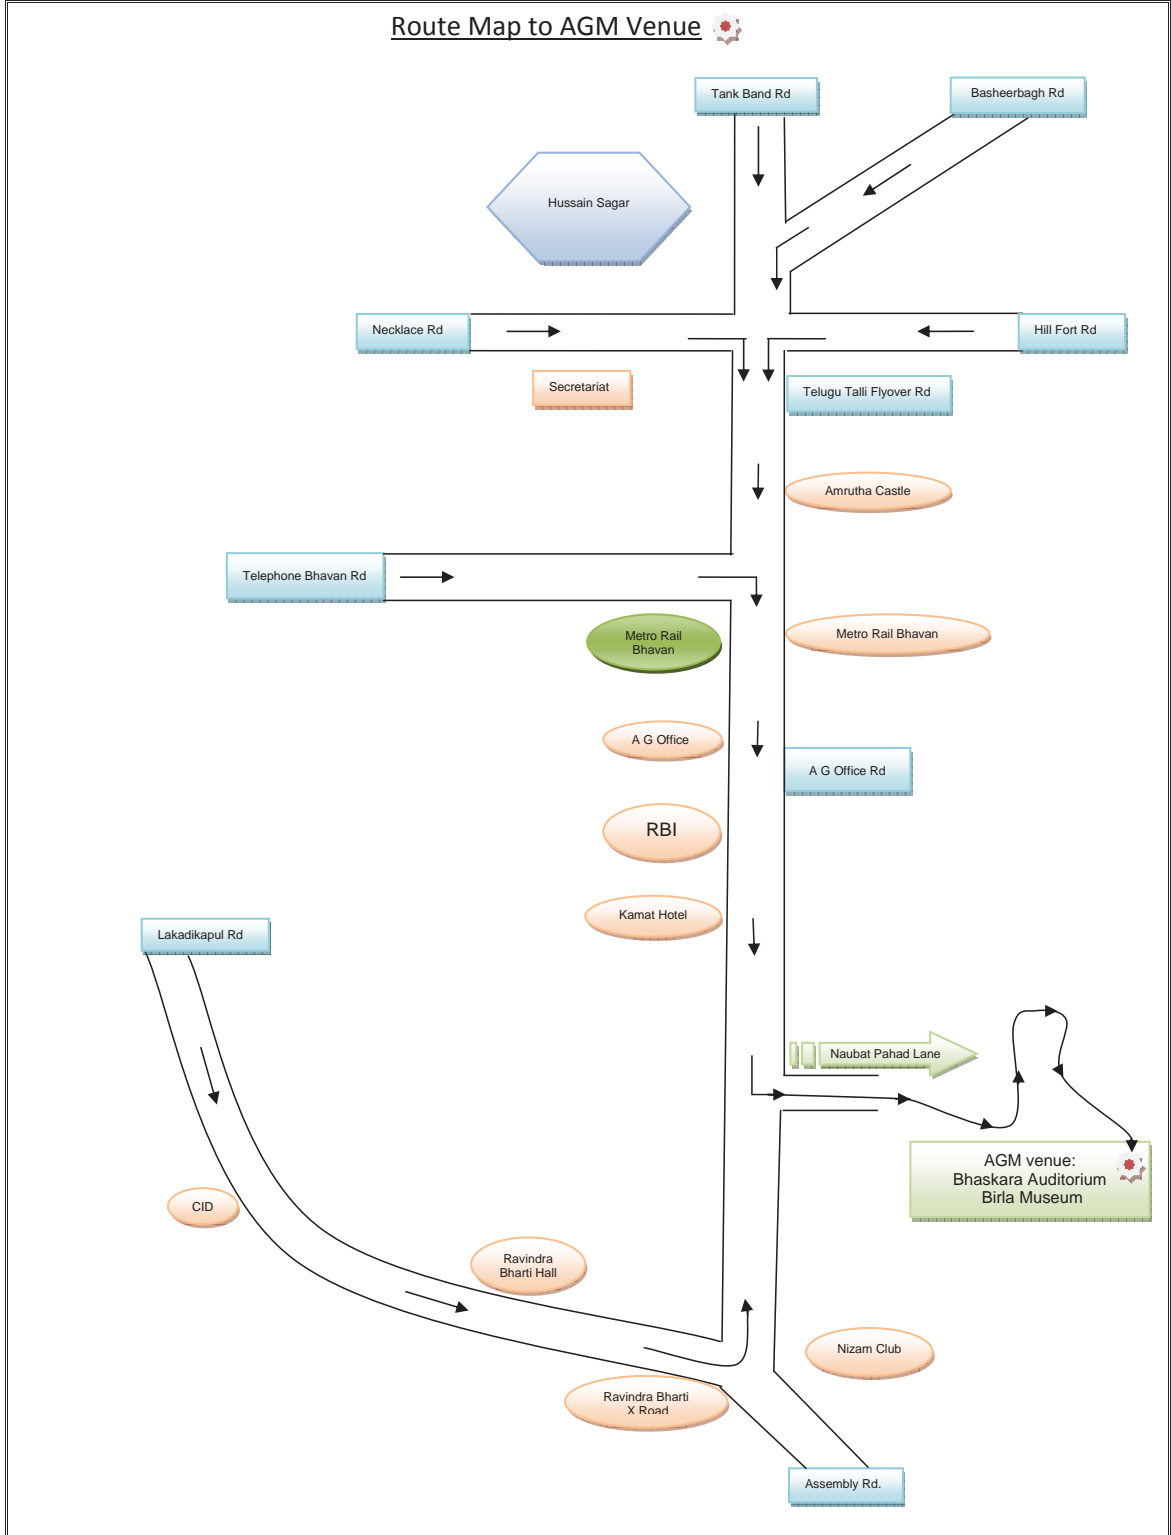 Route Map to AGM Venue
Tank Band Rd
Basheerbagh Rd
Hussain Sagar
Necklace Rd
Hill Fort Rd
Secretariat
Telugu Talli Flyover Rd
Amrutha Castle
Telephone Bhavan Rd
Metro Rail
Bhavan
Metro Rail Bhavan
A G Office
A G Office Rd
RBI
Kamat Hotel
Lakadikapul Rd
Naubat Pahad Lane
AGM venue:
Bhaskara Auditorium
Birla Museum
CID
Ravindra
Bharti Hall
Nizam Club
Ravindra Bharti
X Road
Assembly Rd.